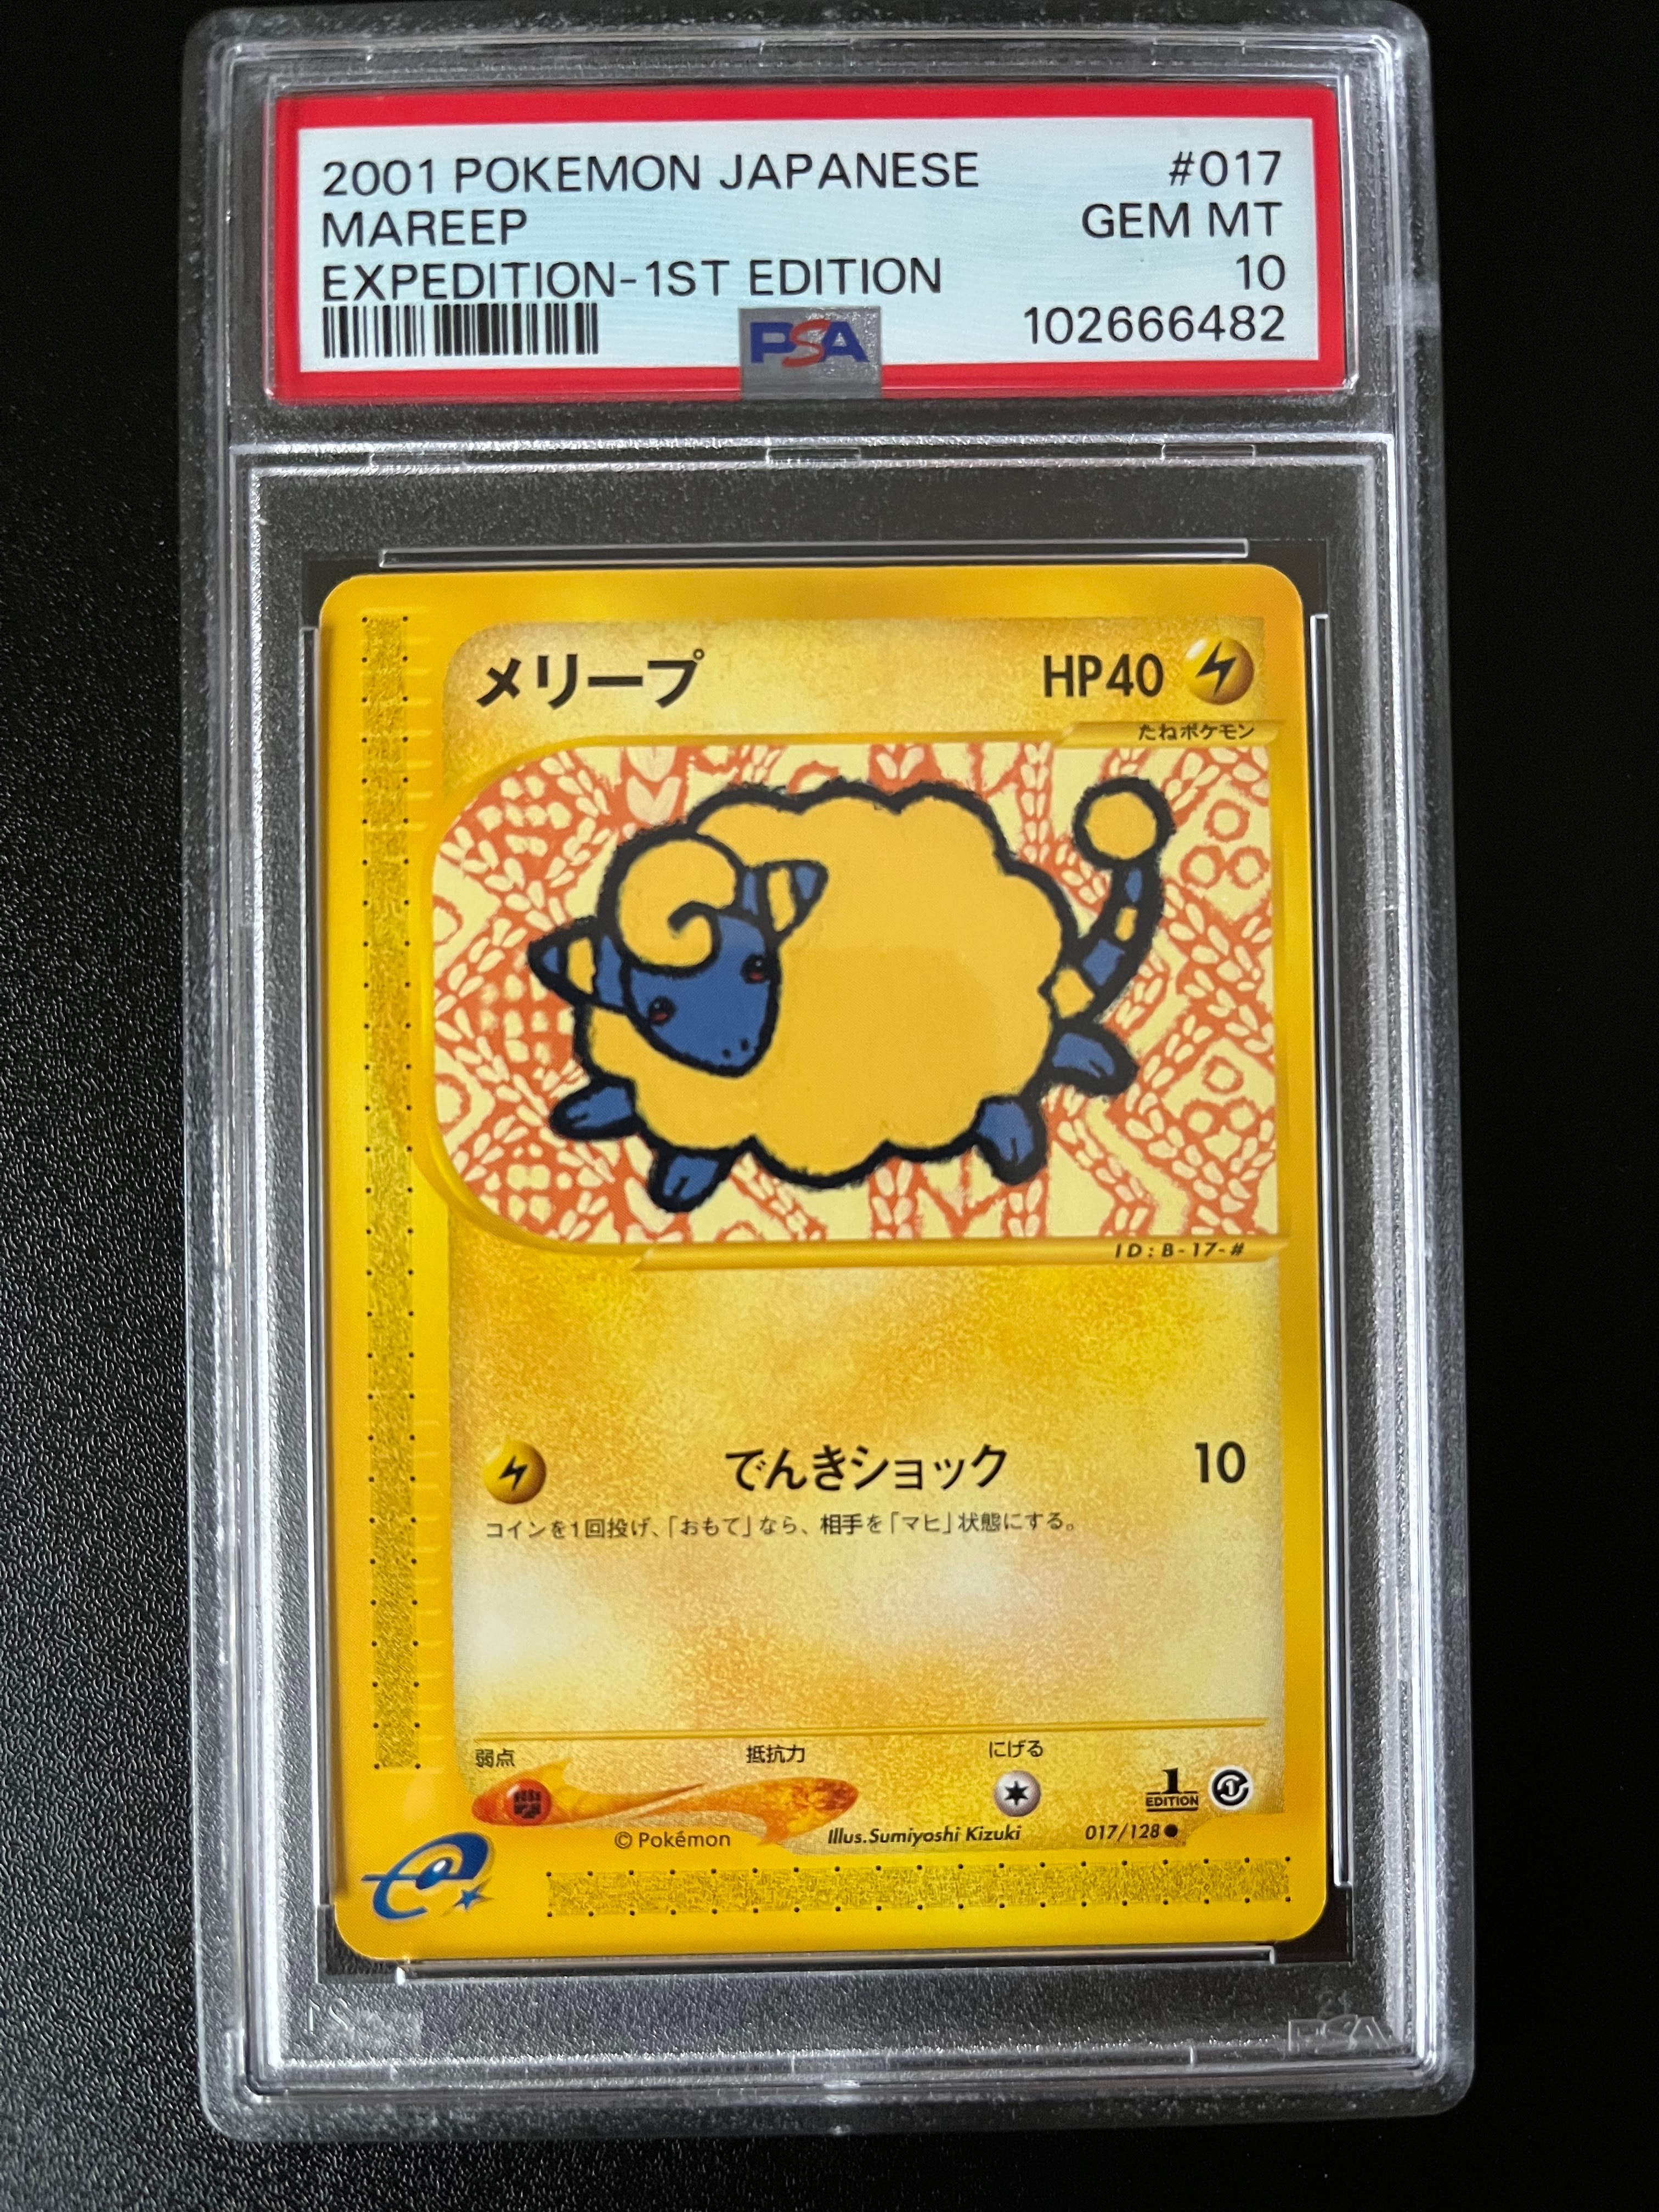 2001 POKEMON JAPANESE #017
MAREEP GEM MT
EXPEDITION-1ST EDITION 10
PSA 102666482
メリープ HP40
たねポケモン
ID:B-17-#
でんきショック 10
コインを1回投げ、「おもて」なら、相手を「マヒ」状態にする。
弱点 抵抗力 にげる
1
EDITION
1
© Pokémon Illus.Sumiyoshi Kizuki 017/128
e
PSA